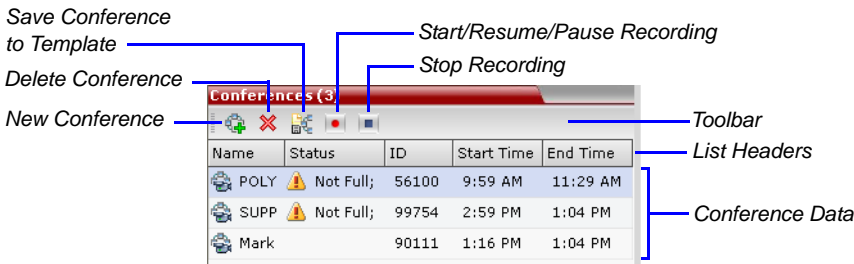 Save Conference
to Template
Start/Resume/Pause Recording
Delete Conference
Stop Recording
Conferences (3)
New Conference
Toolbar
Name Status ID Start Time End Time
List Headers
POLY Not Full; 56100 9:59 AM 11:29 AM
SUPP Not Full; 99754 2:59 PM 1:04 PM
Conference Data
Mark 90111 1:16 PM 1:04 PM